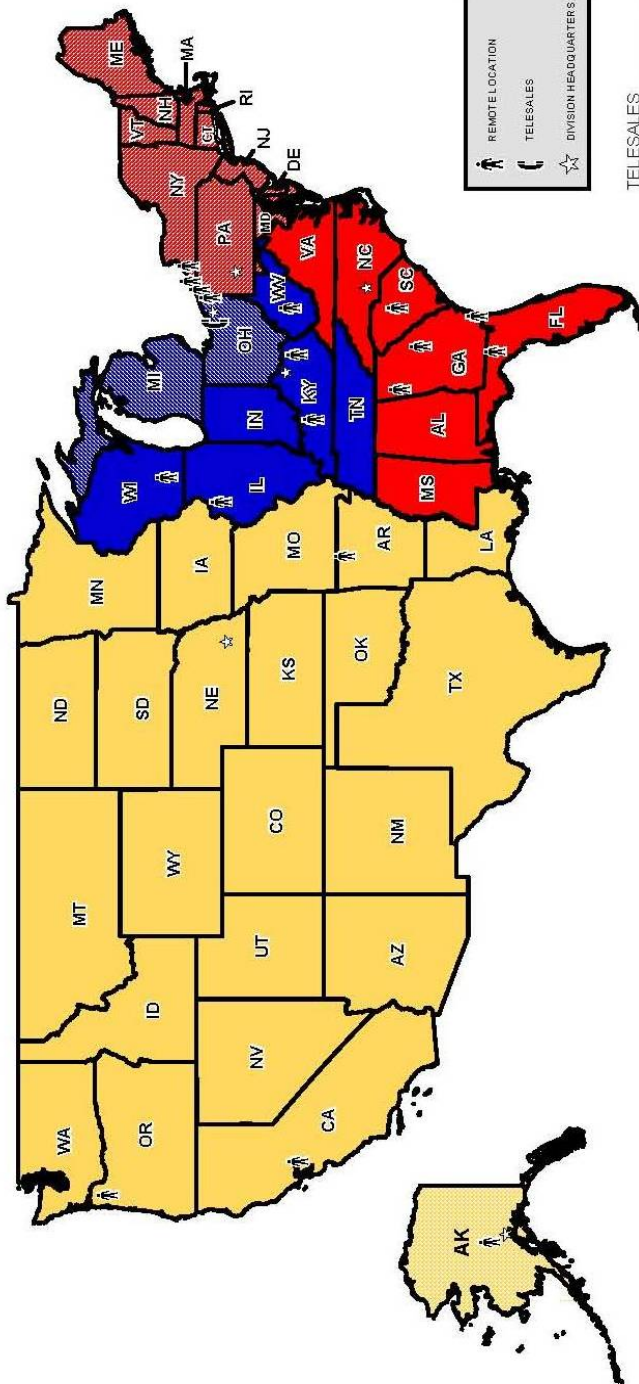 WA
OR
CA
NV
ID
MT
WY
UT
AZ
CO
NM
ND
SD
NE
KS
OK
TX
MN
IA
MO
AR
LA
WI
IL
IN
MI
OH
KY
TN
WV
MS
AL
GA
FL
SC
NC
VA
MD
PA
NY
VT
NH
ME
MA
RI
CT
NJ
DE
AK
REMOTE LOCATION
TELESALES
DIVISION HEADQUARTERS
TELESALES